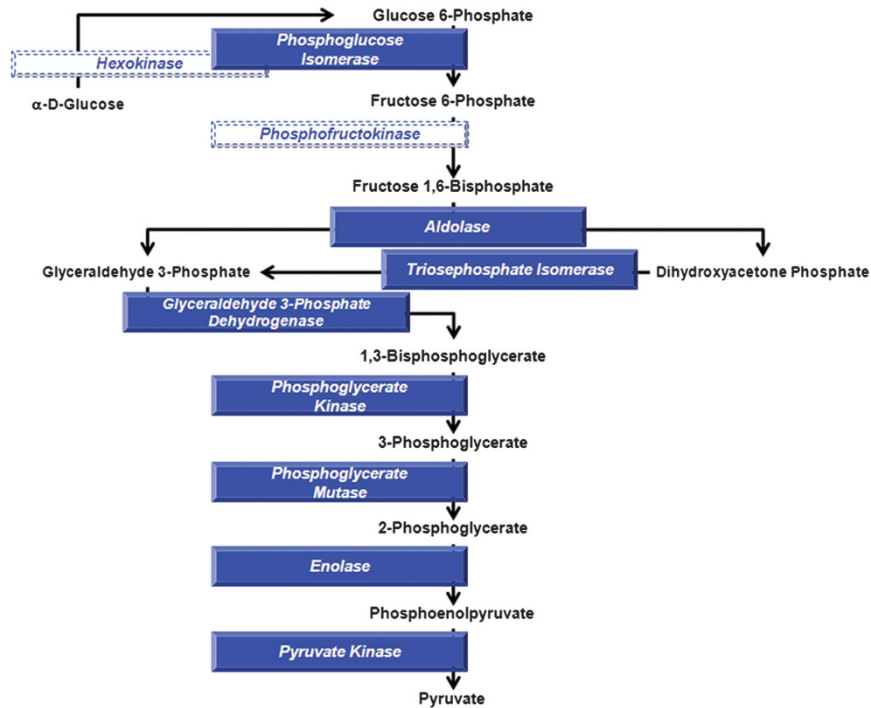 Glucose 6-Phosphate
Phosphoglucose
Isomerase
Hexokinase
α-D-Glucose
Fructose 6-Phosphate
Phosphofructokinase
Fructose 1,6-Bisphosphate
Aldolase
Glyceraldehyde 3-Phosphate
Triosephosphate Isomerase
Dihydroxyacetone Phosphate
Glyceraldehyde 3-Phosphate
Dehydrogenase
1,3-Bisphosphoglycerate
Phosphoglycerate
Kinase
3-Phosphoglycerate
Phosphoglycerate
Mutase
2-Phosphoglycerate
Enolase
Phosphoenolpyruvate
Pyruvate Kinase
Pyruvate